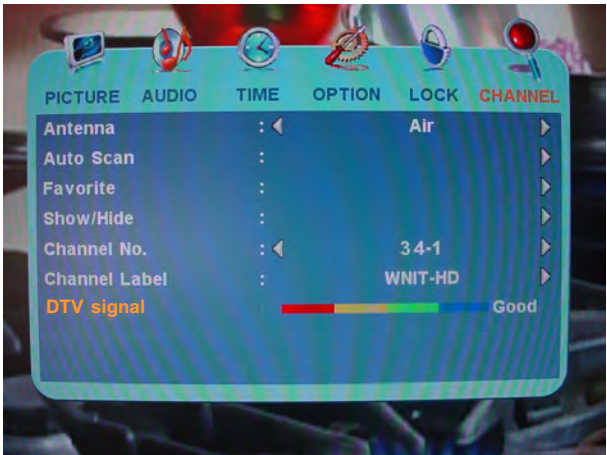 PICTURE AUDIO TIME OPTION LOCK CHANNEL
Antenna : Air
Auto Scan :
Favorite :
Show/Hide :
Channel No. : 34-1
Channel Label : WNIT-HD
DTV signal Good